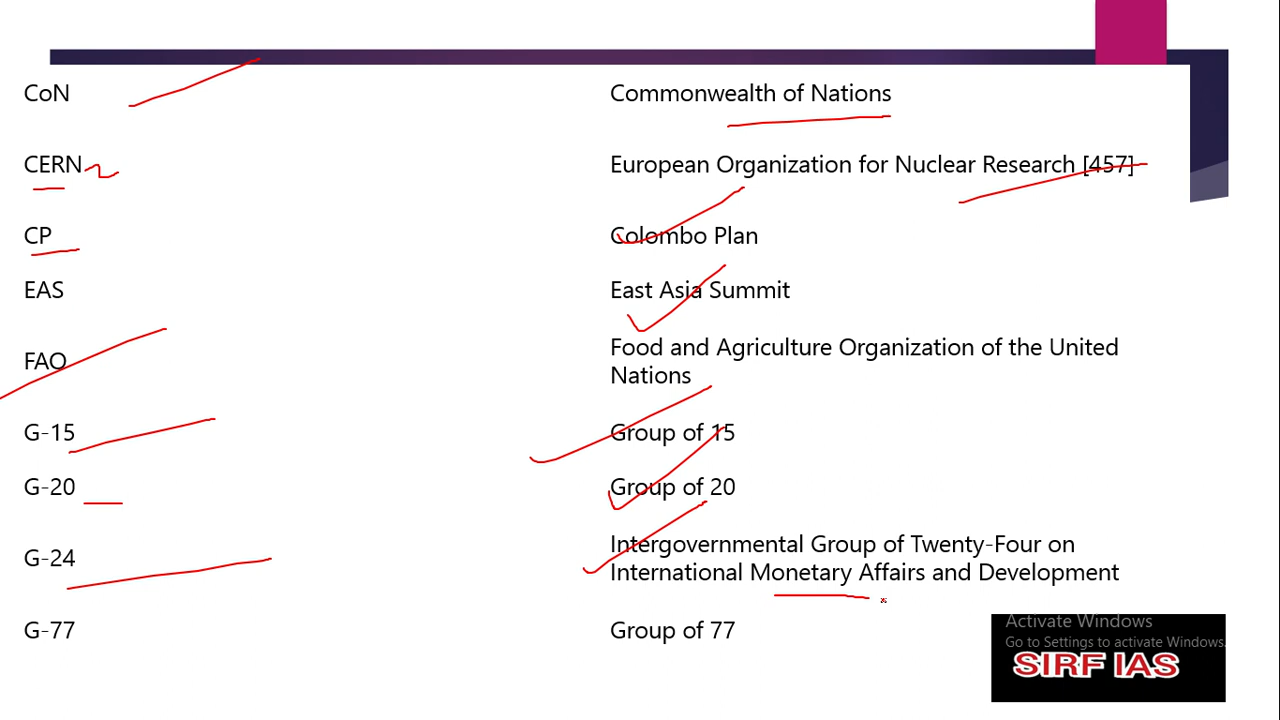 CoN Commonwealth of Nations
CERN European Organization for Nuclear Research [457]
CP Colombo Plan
EAS East Asia Summit
FAO Food and Agriculture Organization of the United
Nations
G-15 Group of 15
G-20 Group of 20
G-24 Intergovernmental Group of Twenty-Four on
International Monetary Affairs and Development
G-77 Group of 77
Activate Windows
Go to Settings to activate Windows.
SIRF IAS